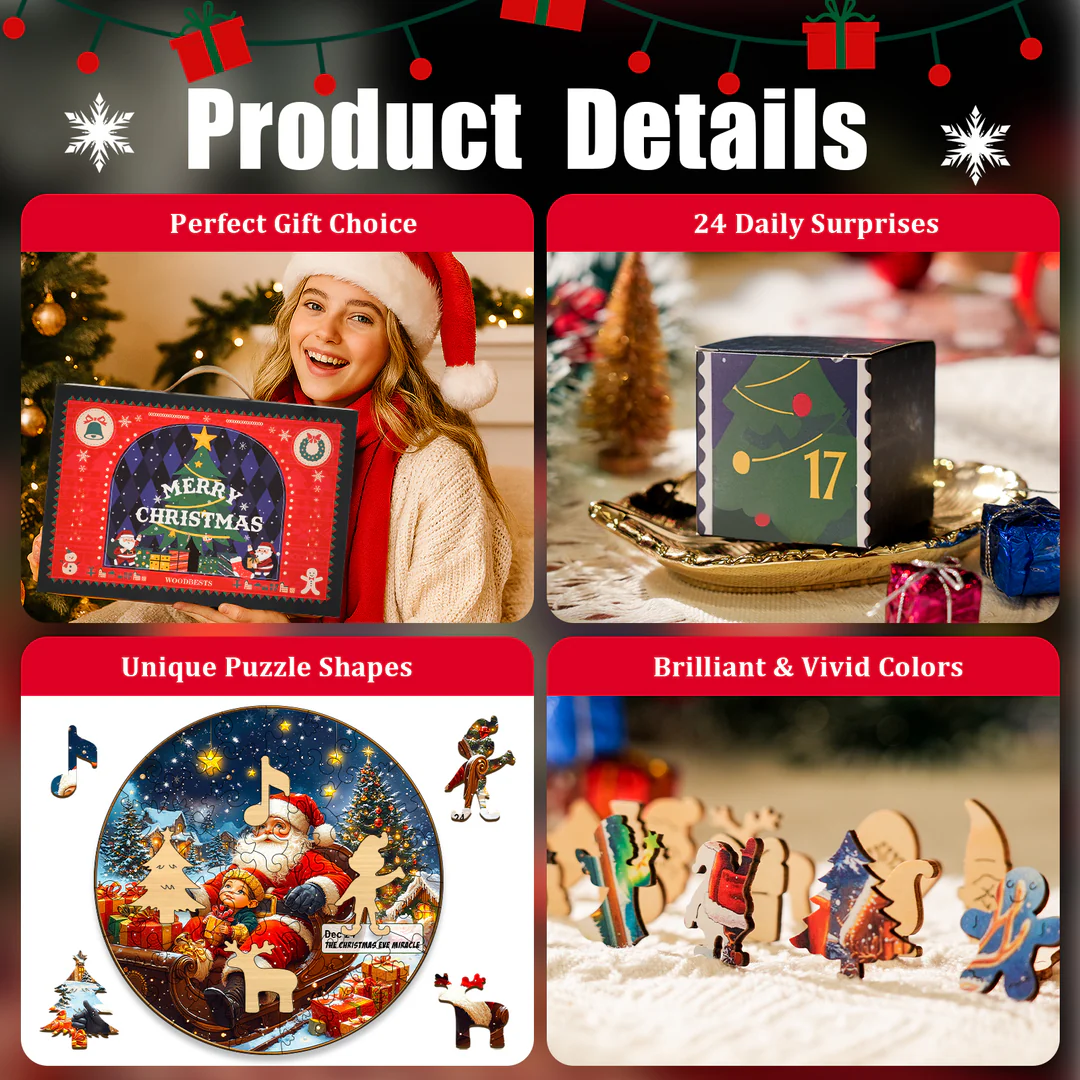 Product Details
Perfect Gift Choice
24 Daily Surprises
MERRY
CHRISTMAS
WOODBESTS
17
Unique Puzzle Shapes
Brilliant & Vivid Colors
24
THE CHRISTMAS EVE MIRACLE